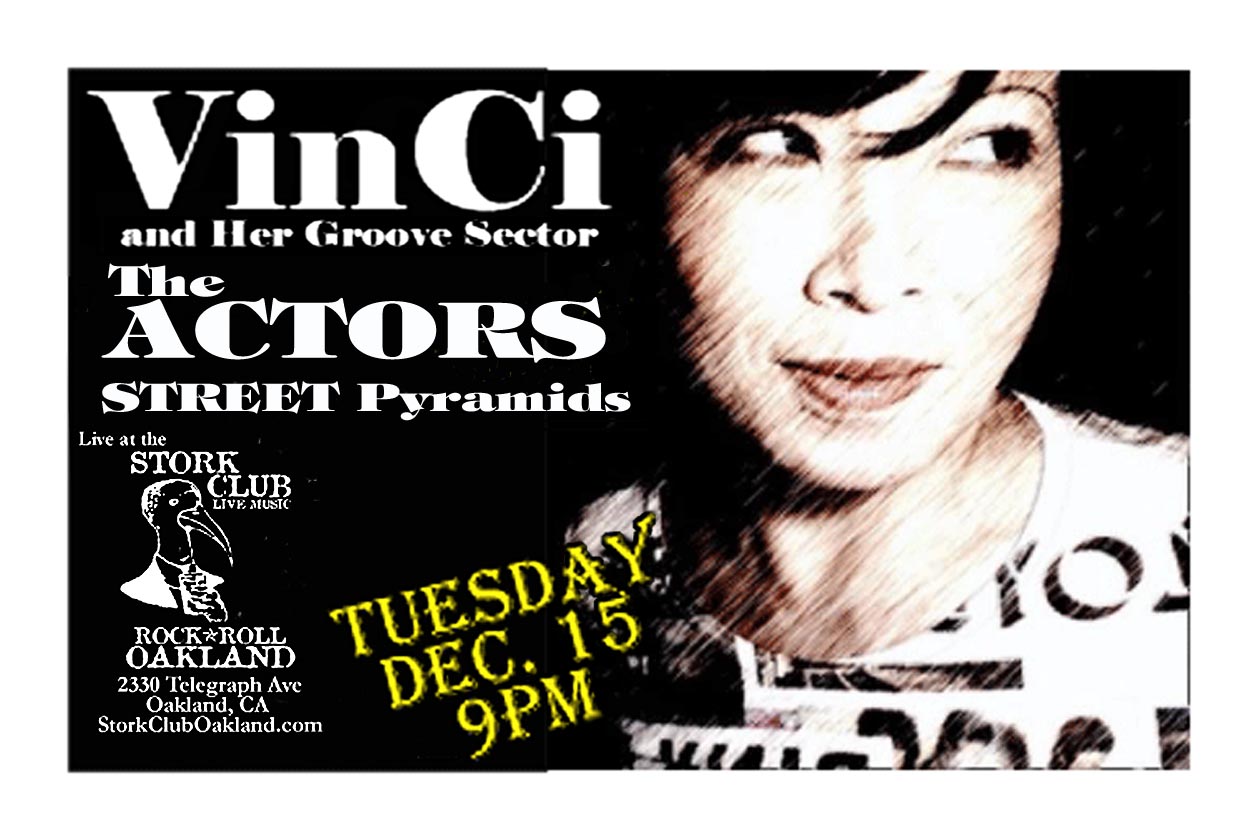 VinCi
and Her Groove Sector
The
ACTORS
STREET Pyramids
Live at the
STORK
CLUB
LIVE MUSIC
ROCK☆ROLL
OAKLAND
2330 Telegraph Ave
Oakland, CA
StorkClubOakland.com
TUESDAY
DEC. 15
9PM